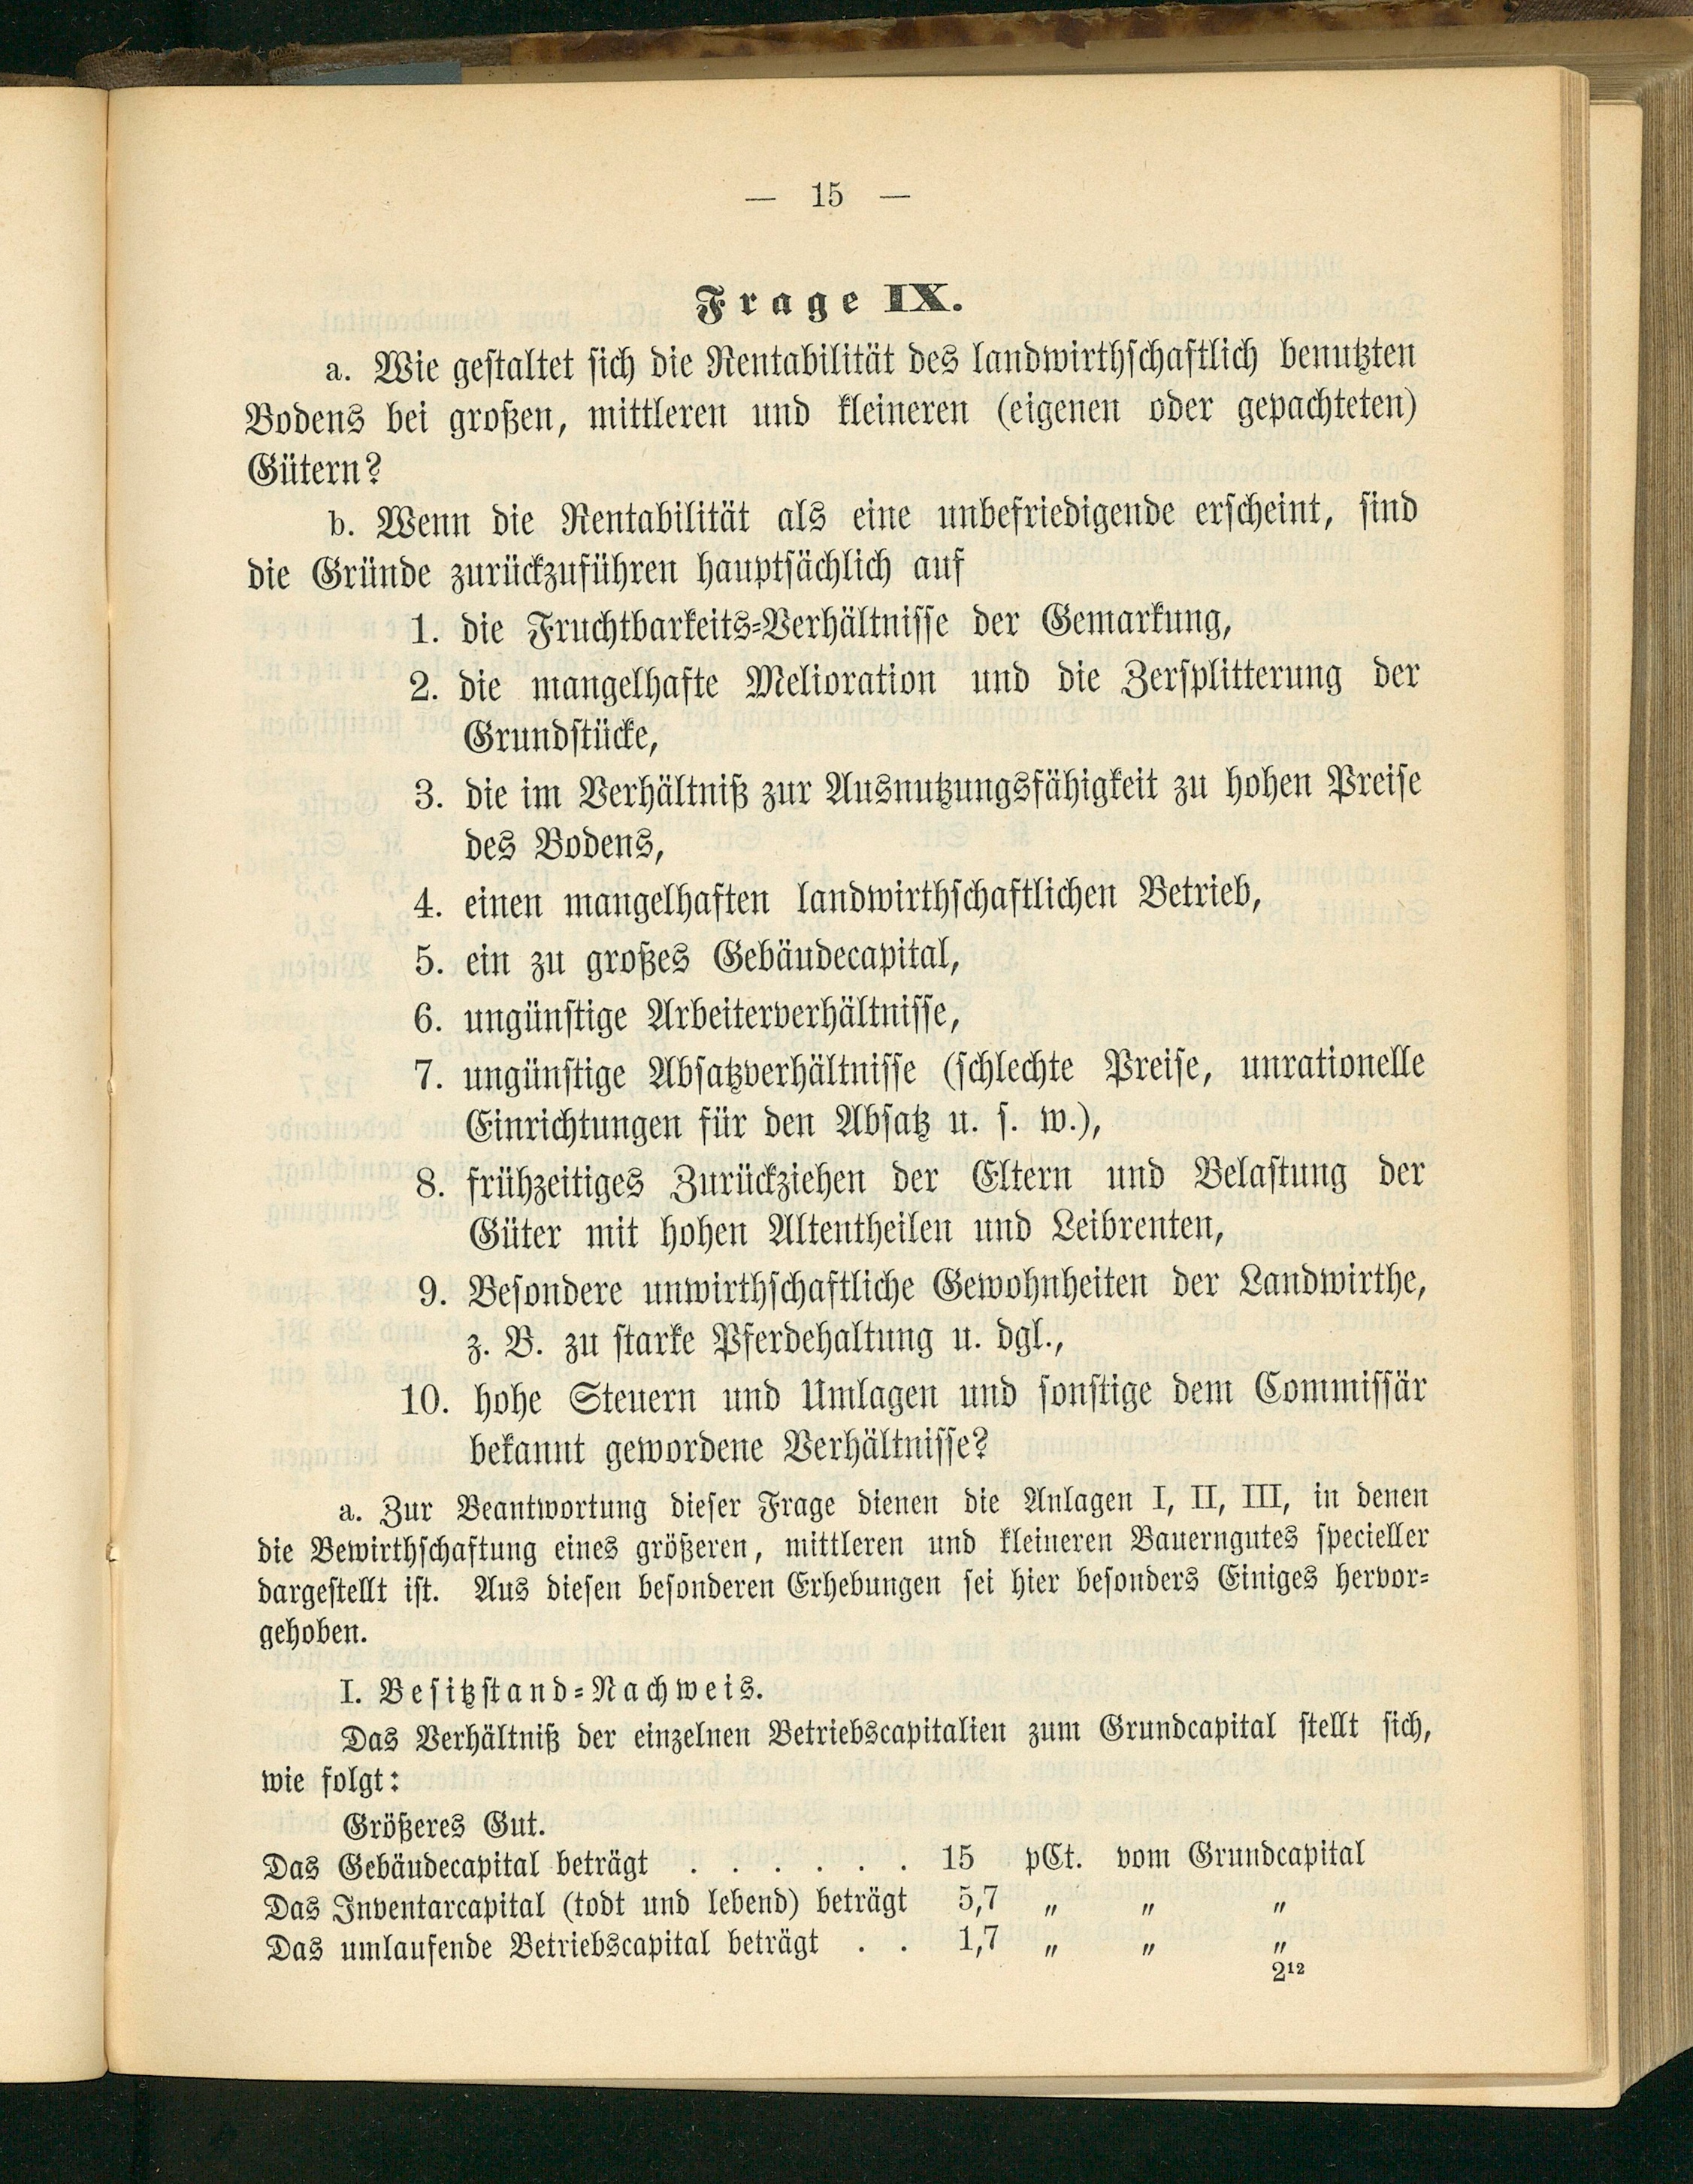 — 15 —
Frage IX.
a. Wie gestaltet sich die Rentabilität des landwirthschaftlich benutzten
Bodens bei großen, mittleren und kleineren (eigenen oder gepachteten)
Gütern?
b. Wenn die Rentabilität als eine unbefriedigende erscheint, sind
die Gründe zurückzuführen hauptsächlich auf
1. die Fruchtbarkeits-Verhältnisse der Gemarkung,
2. die mangelhafte Melioration und die Zersplitterung der
Grundstücke,
3. die im Verhältniß zur Ausnutzungsfähigkeit zu hohen Preise
des Bodens,
4. einen mangelhaften landwirthschaftlichen Betrieb,
5. ein zu großes Gebäudecapital,
6. ungünstige Arbeiterverhältnisse,
7. ungünstige Absatzverhältnisse (schlechte Preise, unrationelle
Einrichtungen für den Absatz u. s. w.),
8. frühzeitiges Zurückziehen der Eltern und Belastung der
Güter mit hohen Altentheilen und Leibrenten,
9. Besondere unwirthschaftliche Gewohnheiten der Landwirthe,
z. B. zu starke Pferdehaltung u. dgl.,
10. hohe Steuern und Umlagen und sonstige dem Commissär
bekannt gewordene Verhältnisse?
a. Zur Beantwortung dieser Frage dienen die Anlagen I, II, III, in denen
die Bewirthschaftung eines größeren, mittleren und kleineren Bauerngutes specieller
dargestellt ist. Aus diesen besonderen Erhebungen sei hier besonders Einiges hervor-
gehoben.
I. Besitzstand-Nachweis.
Das Verhältniß der einzelnen Betriebscapitalien zum Grundcapital stellt sich,
wie folgt:
Größeres Gut.
Das Gebäudecapital beträgt . . . . . . 15 pCt. vom Grundcapital
Das Inventarcapital (todt und lebend) beträgt 5,7 „ „ „
Das umlaufende Betriebscapital beträgt . . 1,7 „ „ „
2¹²